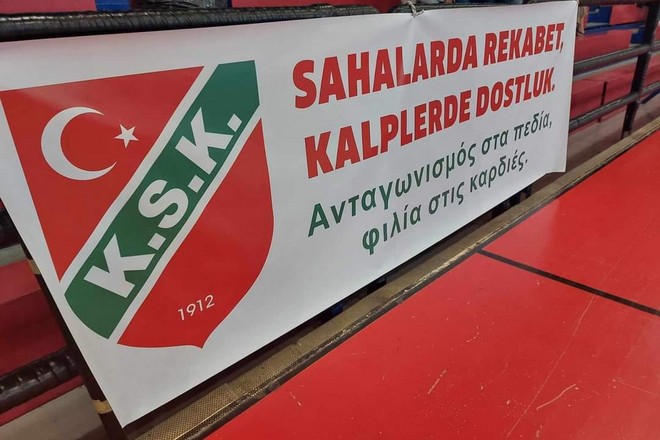 K.S.K.
1912
SAHALARDA REKABET,
KALPLERDE DOSTLUK.
Ανταγωνισμός στα πεδία,
φιλία στις καρδιές.